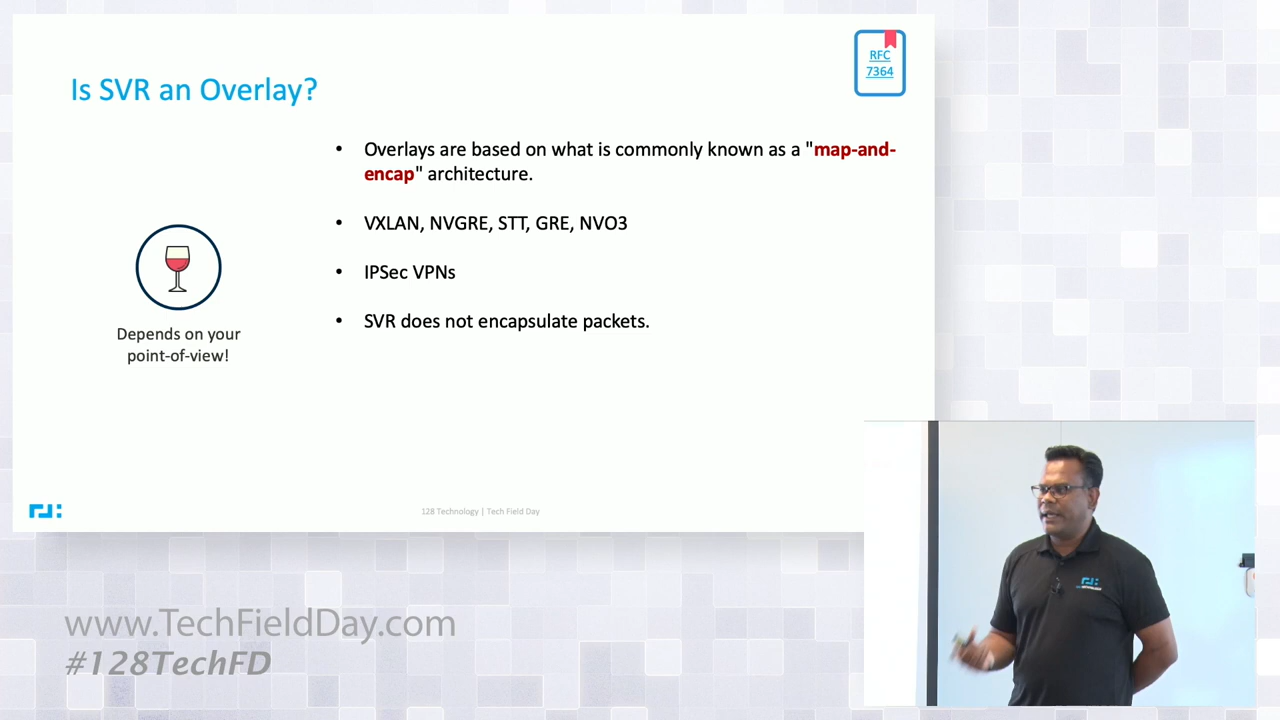 RFC
7364
Is SVR an Overlay?
• Overlays are based on what is commonly known as a "map-and-
encap" architecture.
• VXLAN, NVGRE, STT, GRE, NVO3
• IPSec VPNs
• SVR does not encapsulate packets.
Depends on your
point-of-view!
128 Technology | Tech Field Day
www.TechFieldDay.com
#128TechFD